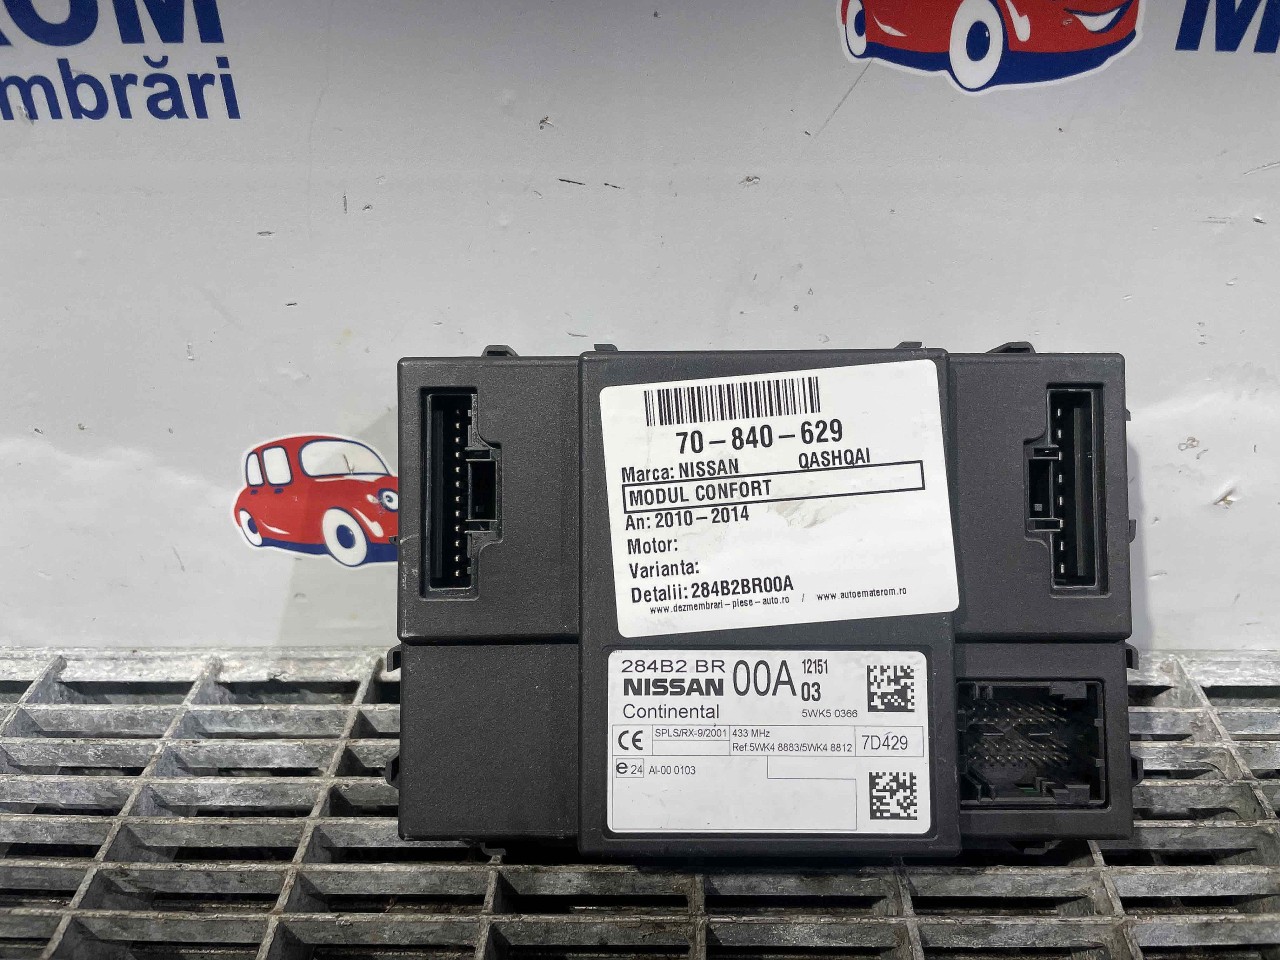 mbrări
70-840-629
Marca: NISSAN QASHQAI
MODUL CONFORT
An: 2010-2014
Motor:
Varianta:
Detalii: 284B2BR00A
www.dezmembrari-piese-auto.ro / www.autoematerom.ro
284B2 BR 00A 12151
NISSAN 03
Continental 5WK5 0366
CE SPLS/RX-9/2001 433 MHz
Ref.5WK4 8883/5WK4 8812 7D429
e 24 AI-00 0103